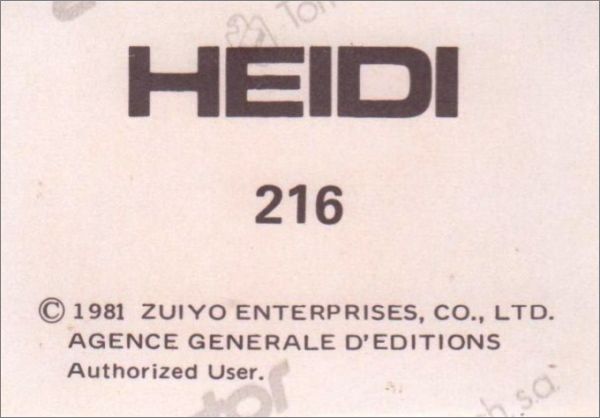 HEIDI
216
© 1981 ZUIYO ENTERPRISES, CO., LTD.
AGENCE GENERALE D'EDITIONS
Authorized User.
s.a.